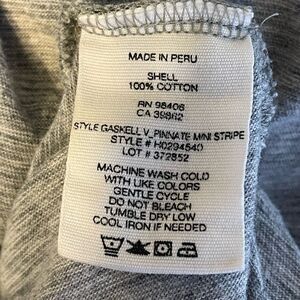 MADE IN PERU
SHELL
100% COTTON
RN 98406
CA 39862
STYLE GASKELL V_PINNATE MINI STRIPE
STYLE # H0294540
LOT # 372852
MACHINE WASH COLD
WITH LIKE COLORS
GENTLE CYCLE
DO NOT BLEACH
TUMBLE DRY LOW
COOL IRON IF NEEDED